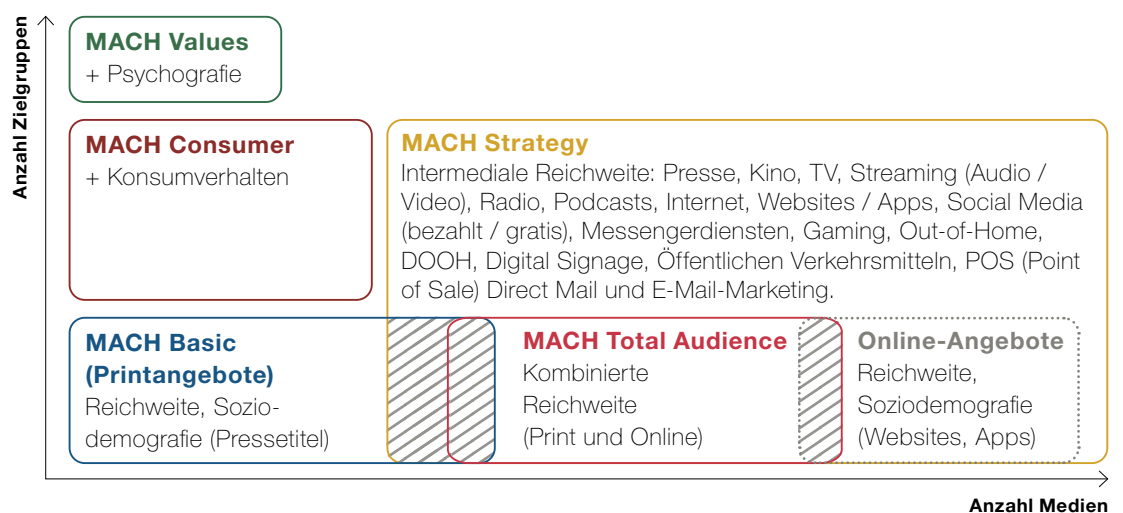 Anzahl Zielgruppen
MACH Values
+ Psychografie
MACH Consumer
+ Konsumverhalten
MACH Strategy
Intermediale Reichweite: Presse, Kino, TV, Streaming (Audio /
Video), Radio, Podcasts, Internet, Websites / Apps, Social Media
(bezahlt / gratis), Messengerdiensten, Gaming, Out-of-Home,
DOOH, Digital Signage, Öffentlichen Verkehrsmitteln, POS (Point
of Sale) Direct Mail und E-Mail-Marketing.
MACH Basic
(Printangebote)
Reichweite, Sozio-
demografie (Pressetitel)
MACH Total Audience
Kombinierte
Reichweite
(Print und Online)
Online-Angebote
Reichweite,
Soziodemografie
(Websites, Apps)
Anzahl Medien